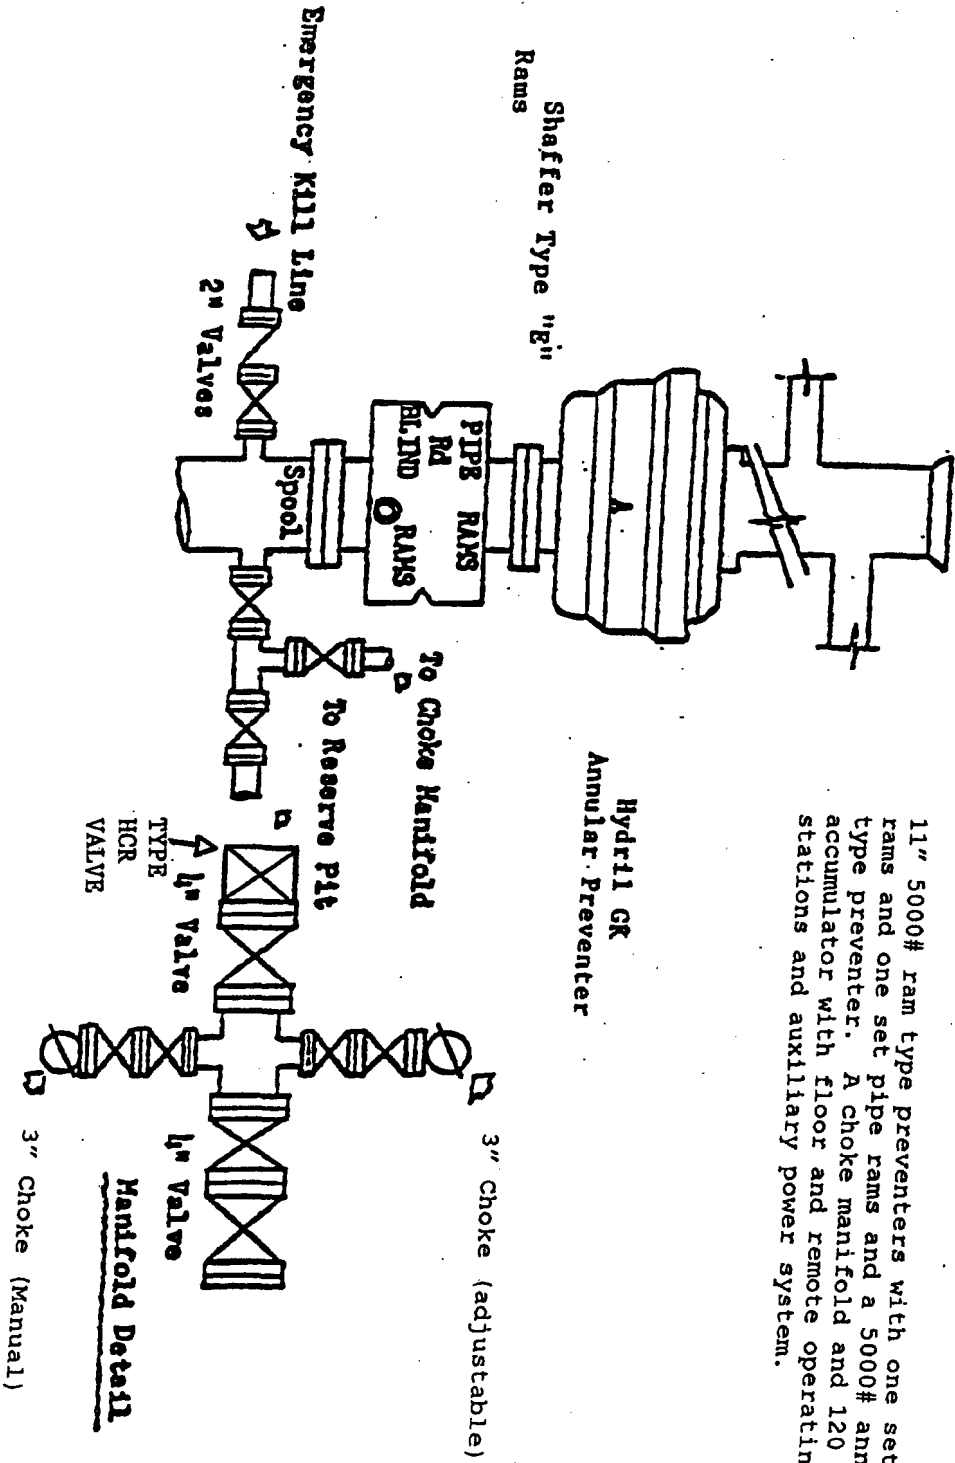 11" 5000# ram type preventers with one set
rams and one set pipe rams and a 5000# ann
type preventer. A choke manifold and 120
accumulator with floor and remote operatin
stations and auxiliary power system.
Hydril GK
Annular Preventer
A
Shaffer Type "E"
Rams
PIPE RAMS
Rd
BLIND RAMS
Spool
Emergency Kill Line
2" Valves
To Choke Manifold
To Reserve Pit
TYPE
HCR
VALVE
4" Valve
3" Choke (adjustable)
4" Valve
Manifold Detail
3" Choke (Manual)